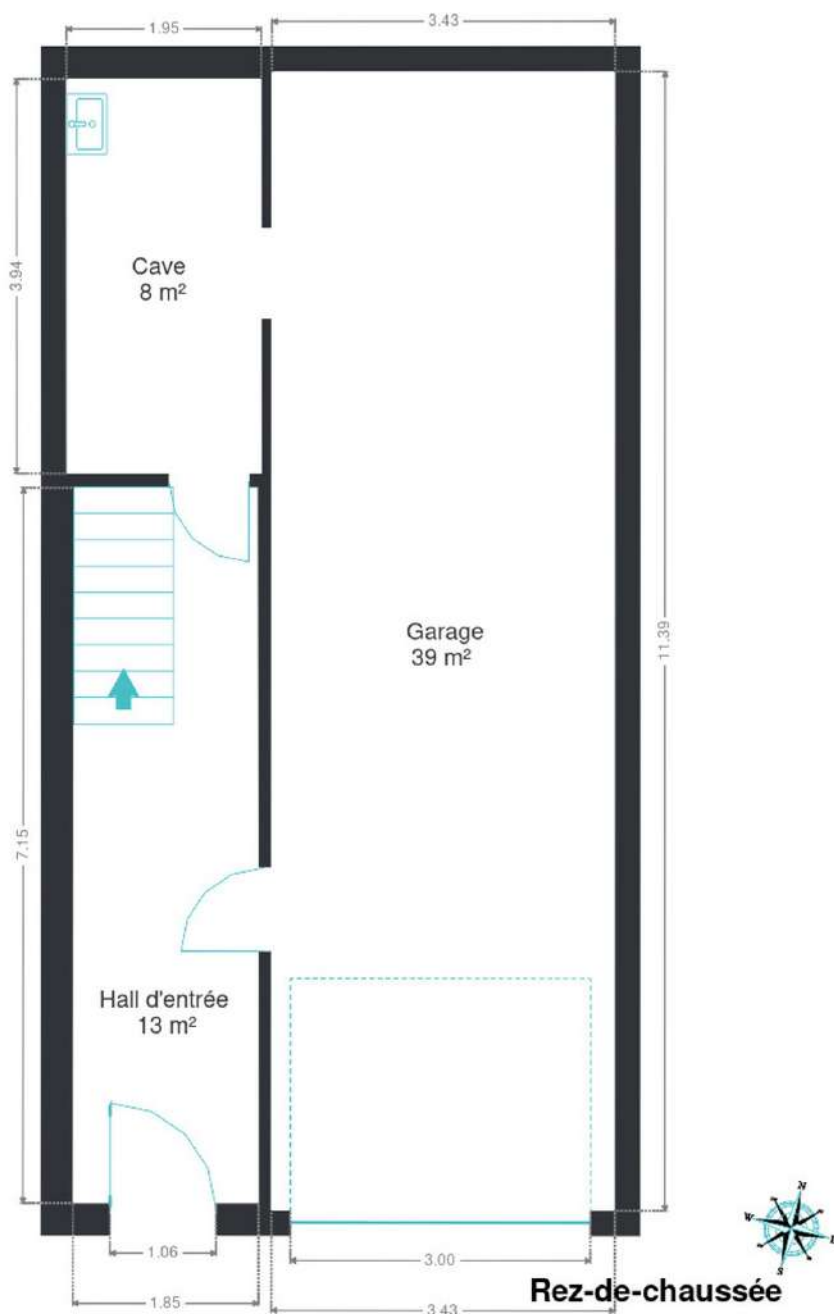 1.95
3.43
3.94
Cave
8 m²
Garage
39 m²
11.39
7.15
Hall d'entrée
13 m²
N
W
E
S
1.06
3.00
1.85
3.43
Rez-de-chaussée